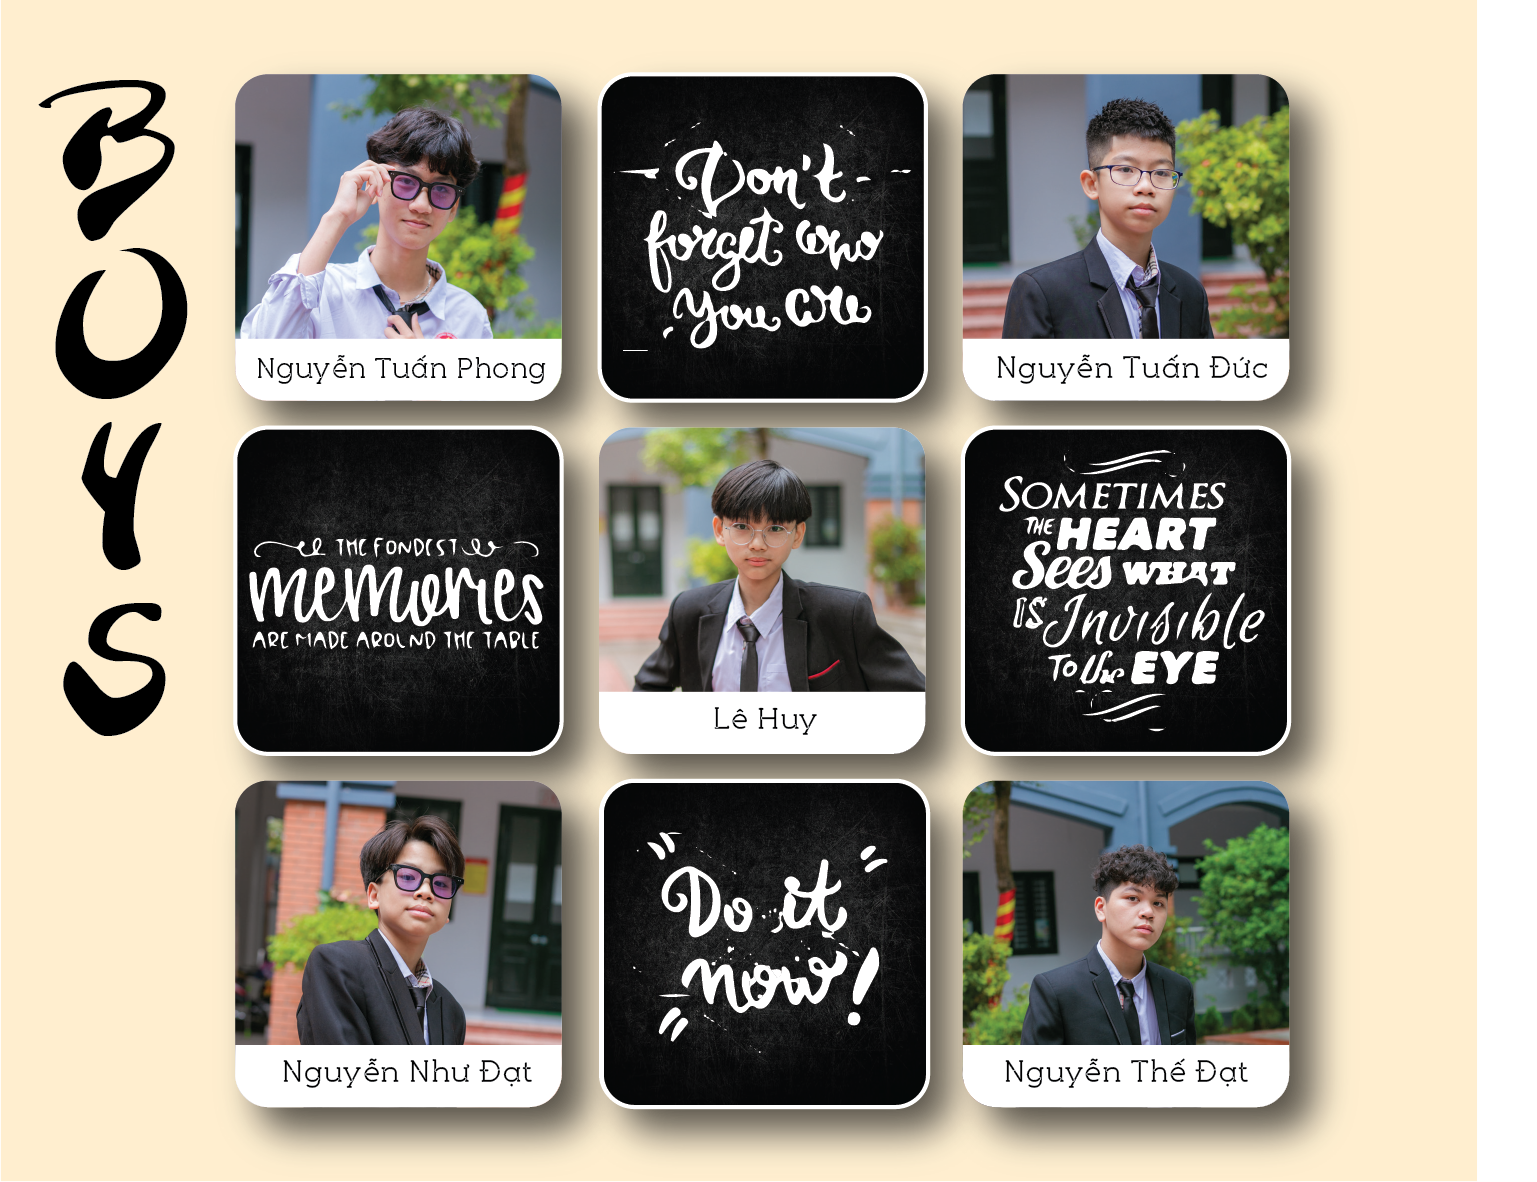 BOYS
Nguyễn Tuấn Phong
Don't
forget who
you are
Nguyễn Tuấn Đức
THE FONDEST
memories
ARE MADE AROUND THE TABLE
Lê Huy
SOMETIMES
THE HEART
Sees WHAT
IS Invisible
To the EYE
Nguyễn Như Đạt
Do it
now!
Nguyễn Thế Đạt